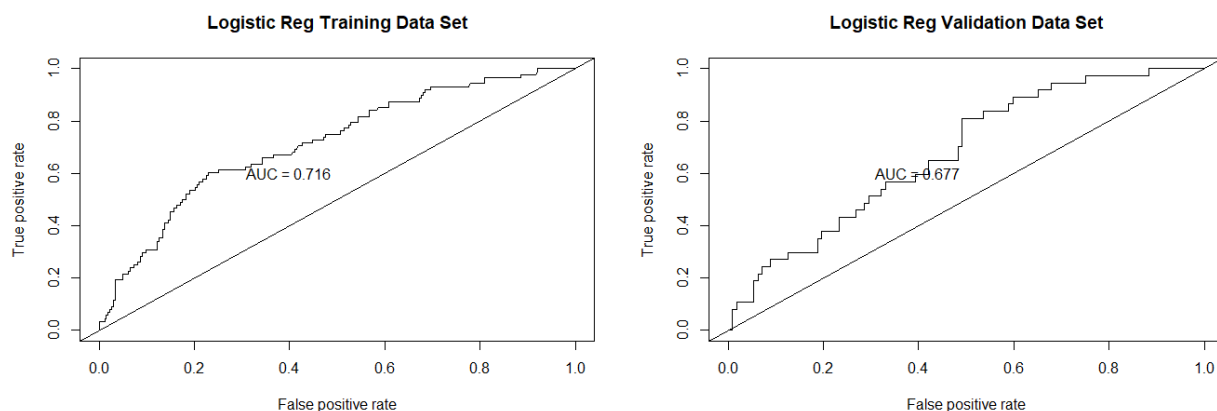 Logistic Reg Training Data Set
True positive rate
1.0
0.8
0.6
0.4
0.2
0.0
AUC = 0.716
0.0 0.2 0.4 0.6 0.8 1.0
False positive rate
Logistic Reg Validation Data Set
True positive rate
1.0
0.8
0.6
0.4
0.2
0.0
AUC = 0.677
0.0 0.2 0.4 0.6 0.8 1.0
False positive rate